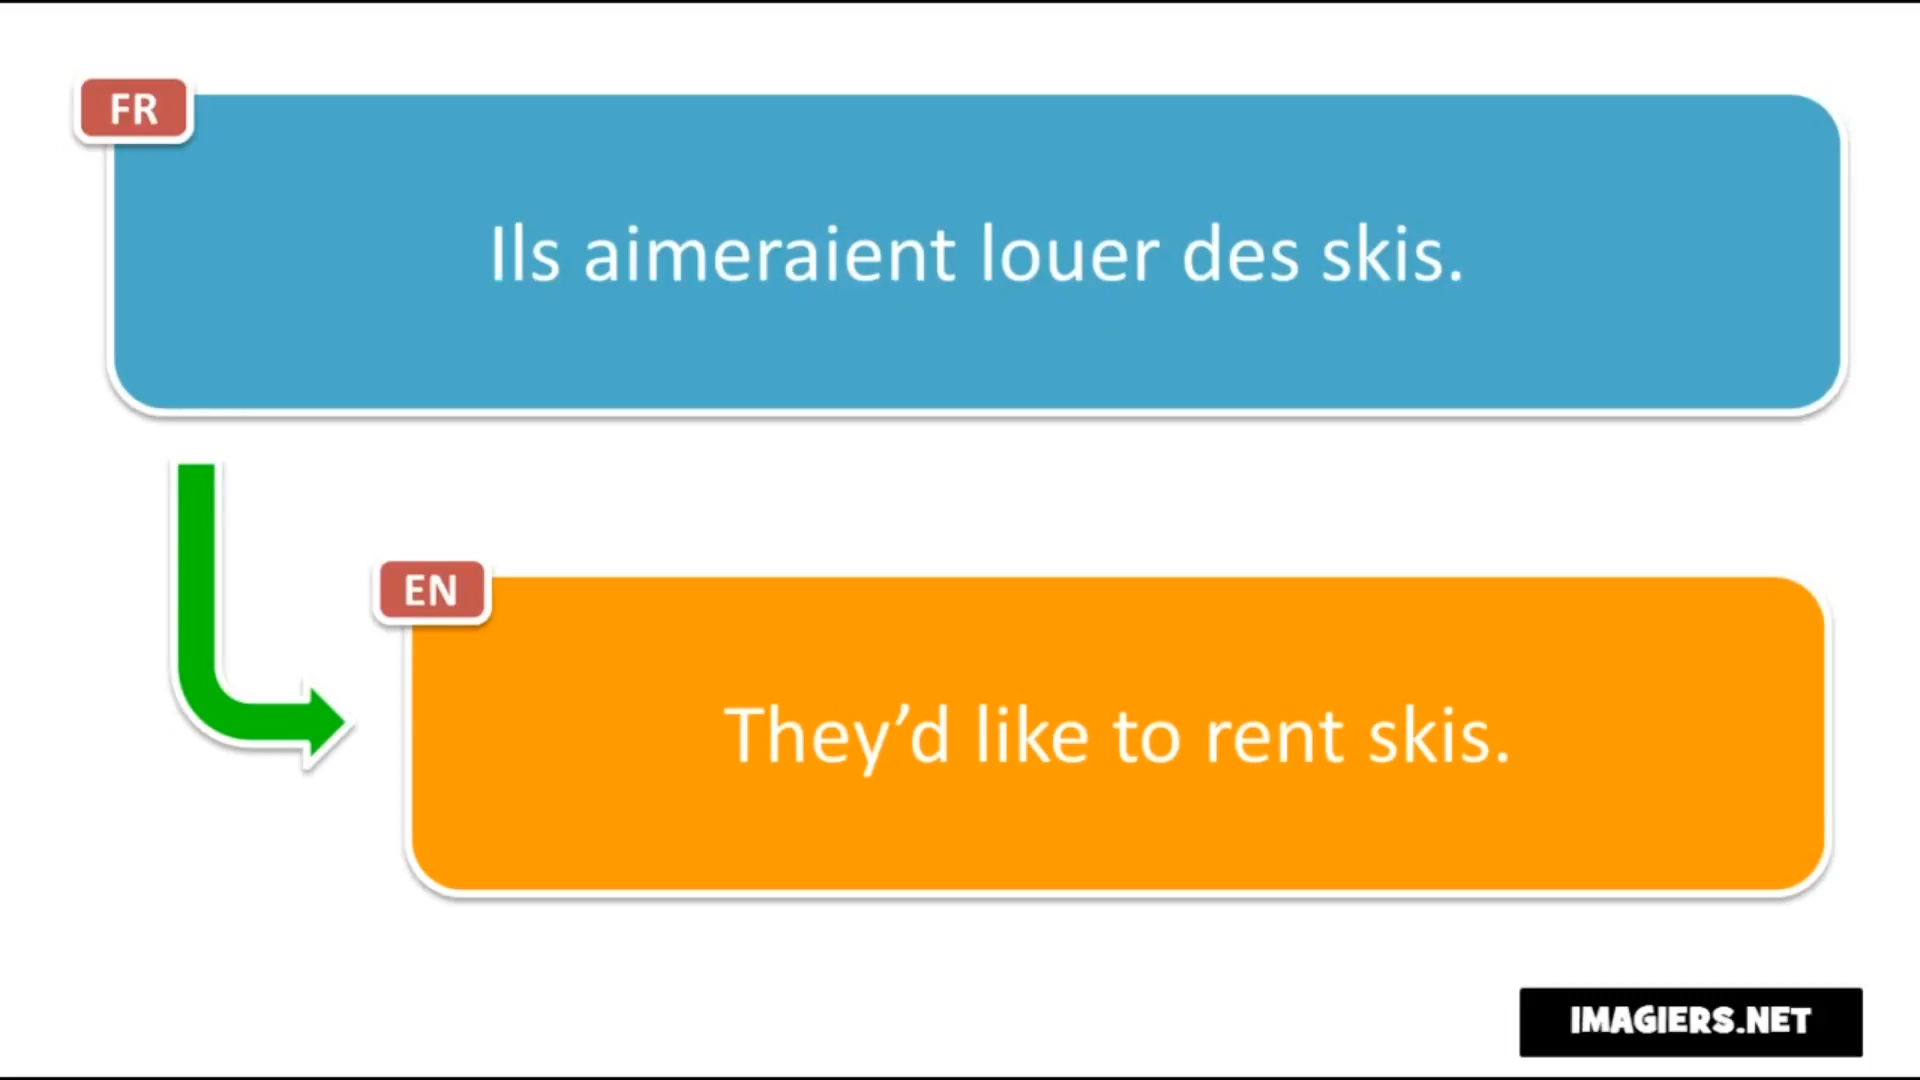 FR
Ils aimeraient louer des skis.
EN
They’d like to rent skis.
IMAGIERS.NET